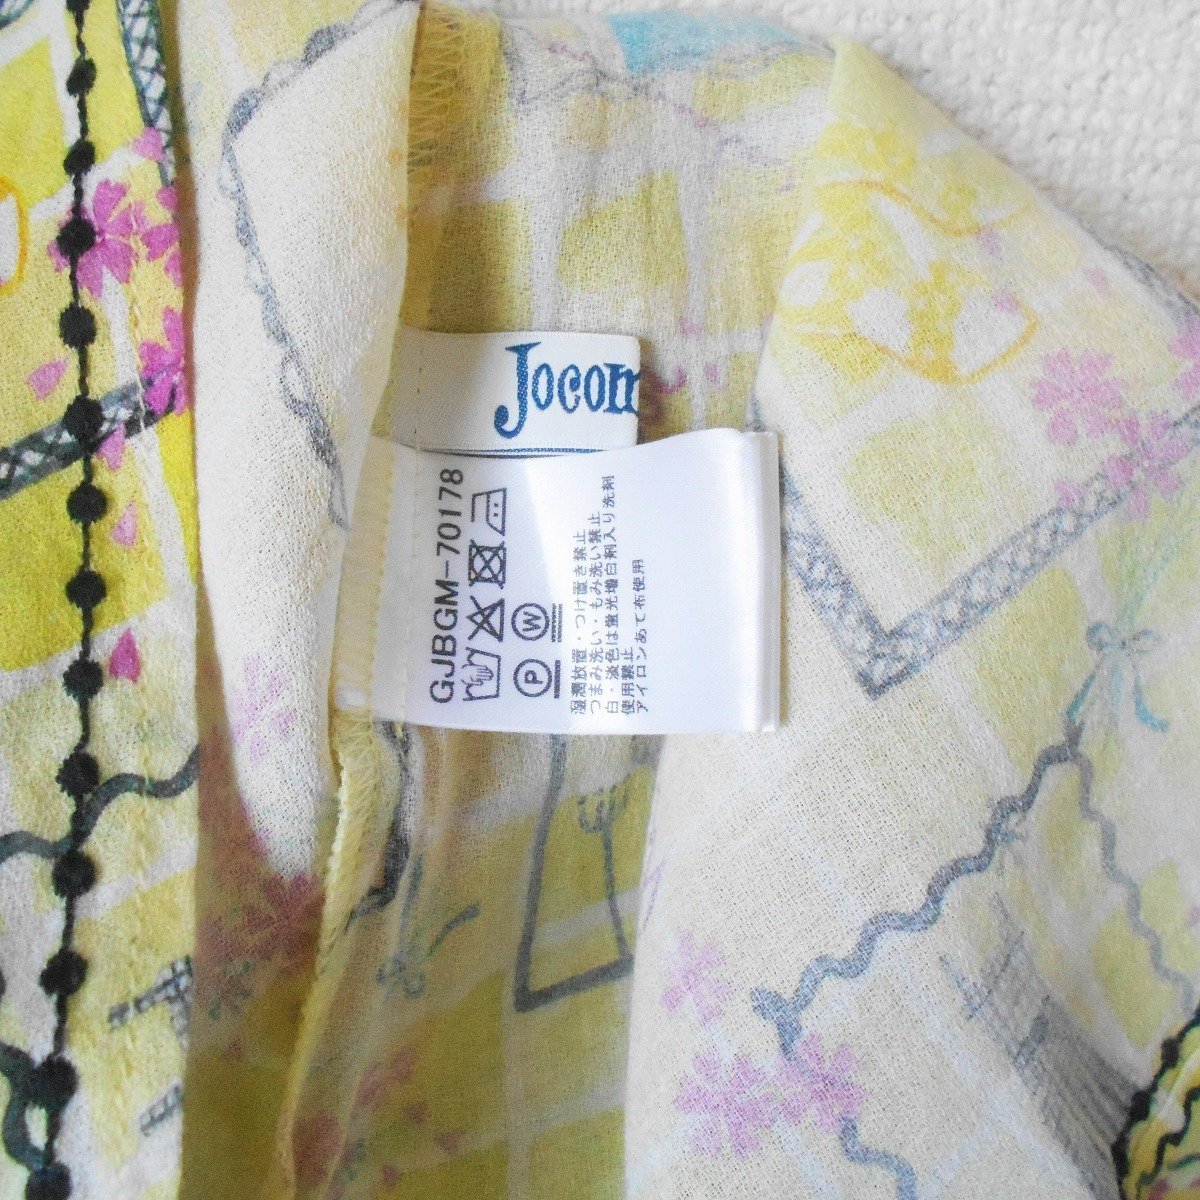 Jocom
GJBGM-70178
W
P
湿潤放置・つけ置き禁止
つまみ洗い・もみ洗い禁止
白・淡色は蛍光増白剤入り洗剤
使用禁止
アイロンあて布使用